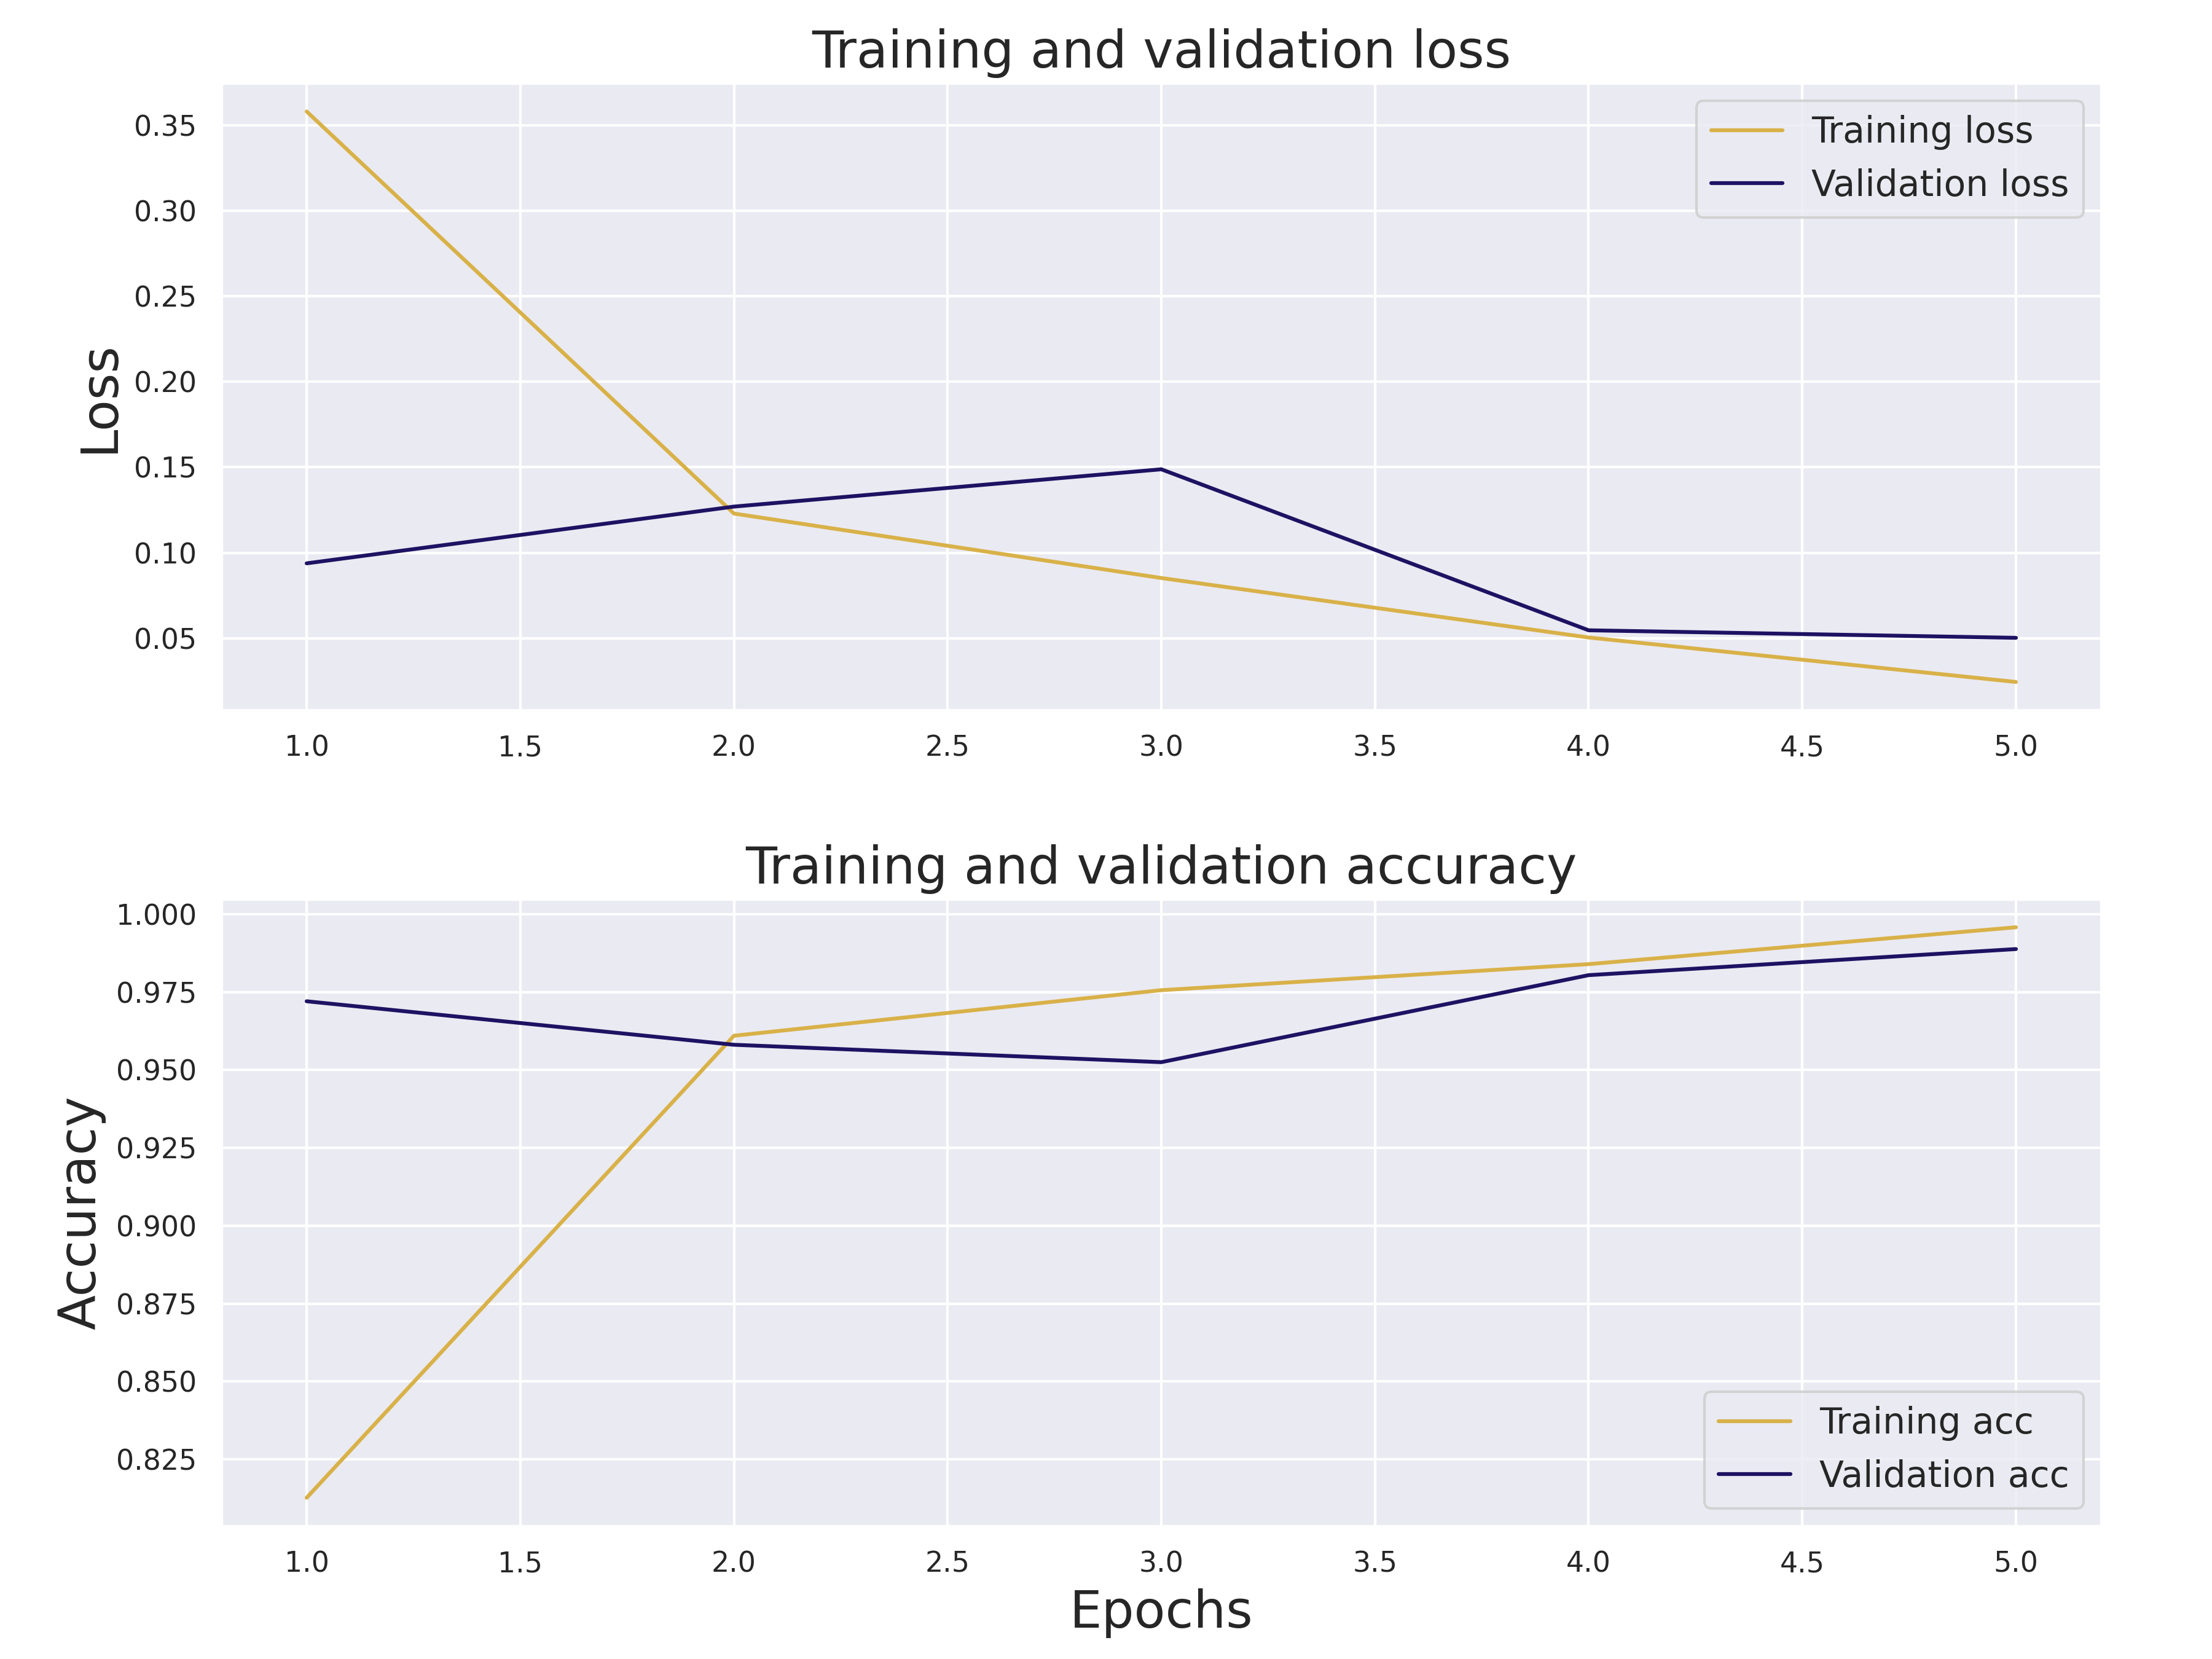 Training and validation loss
Loss
0.35
0.30
0.25
0.20
0.15
0.10
0.05
Training loss
Validation loss
1.0 1.5 2.0 2.5 3.0 3.5 4.0 4.5 5.0
Training and validation accuracy
Accuracy
1.000
0.975
0.950
0.925
0.900
0.875
0.850
0.825
Training acc
Validation acc
1.0 1.5 2.0 2.5 3.0 3.5 4.0 4.5 5.0
Epochs